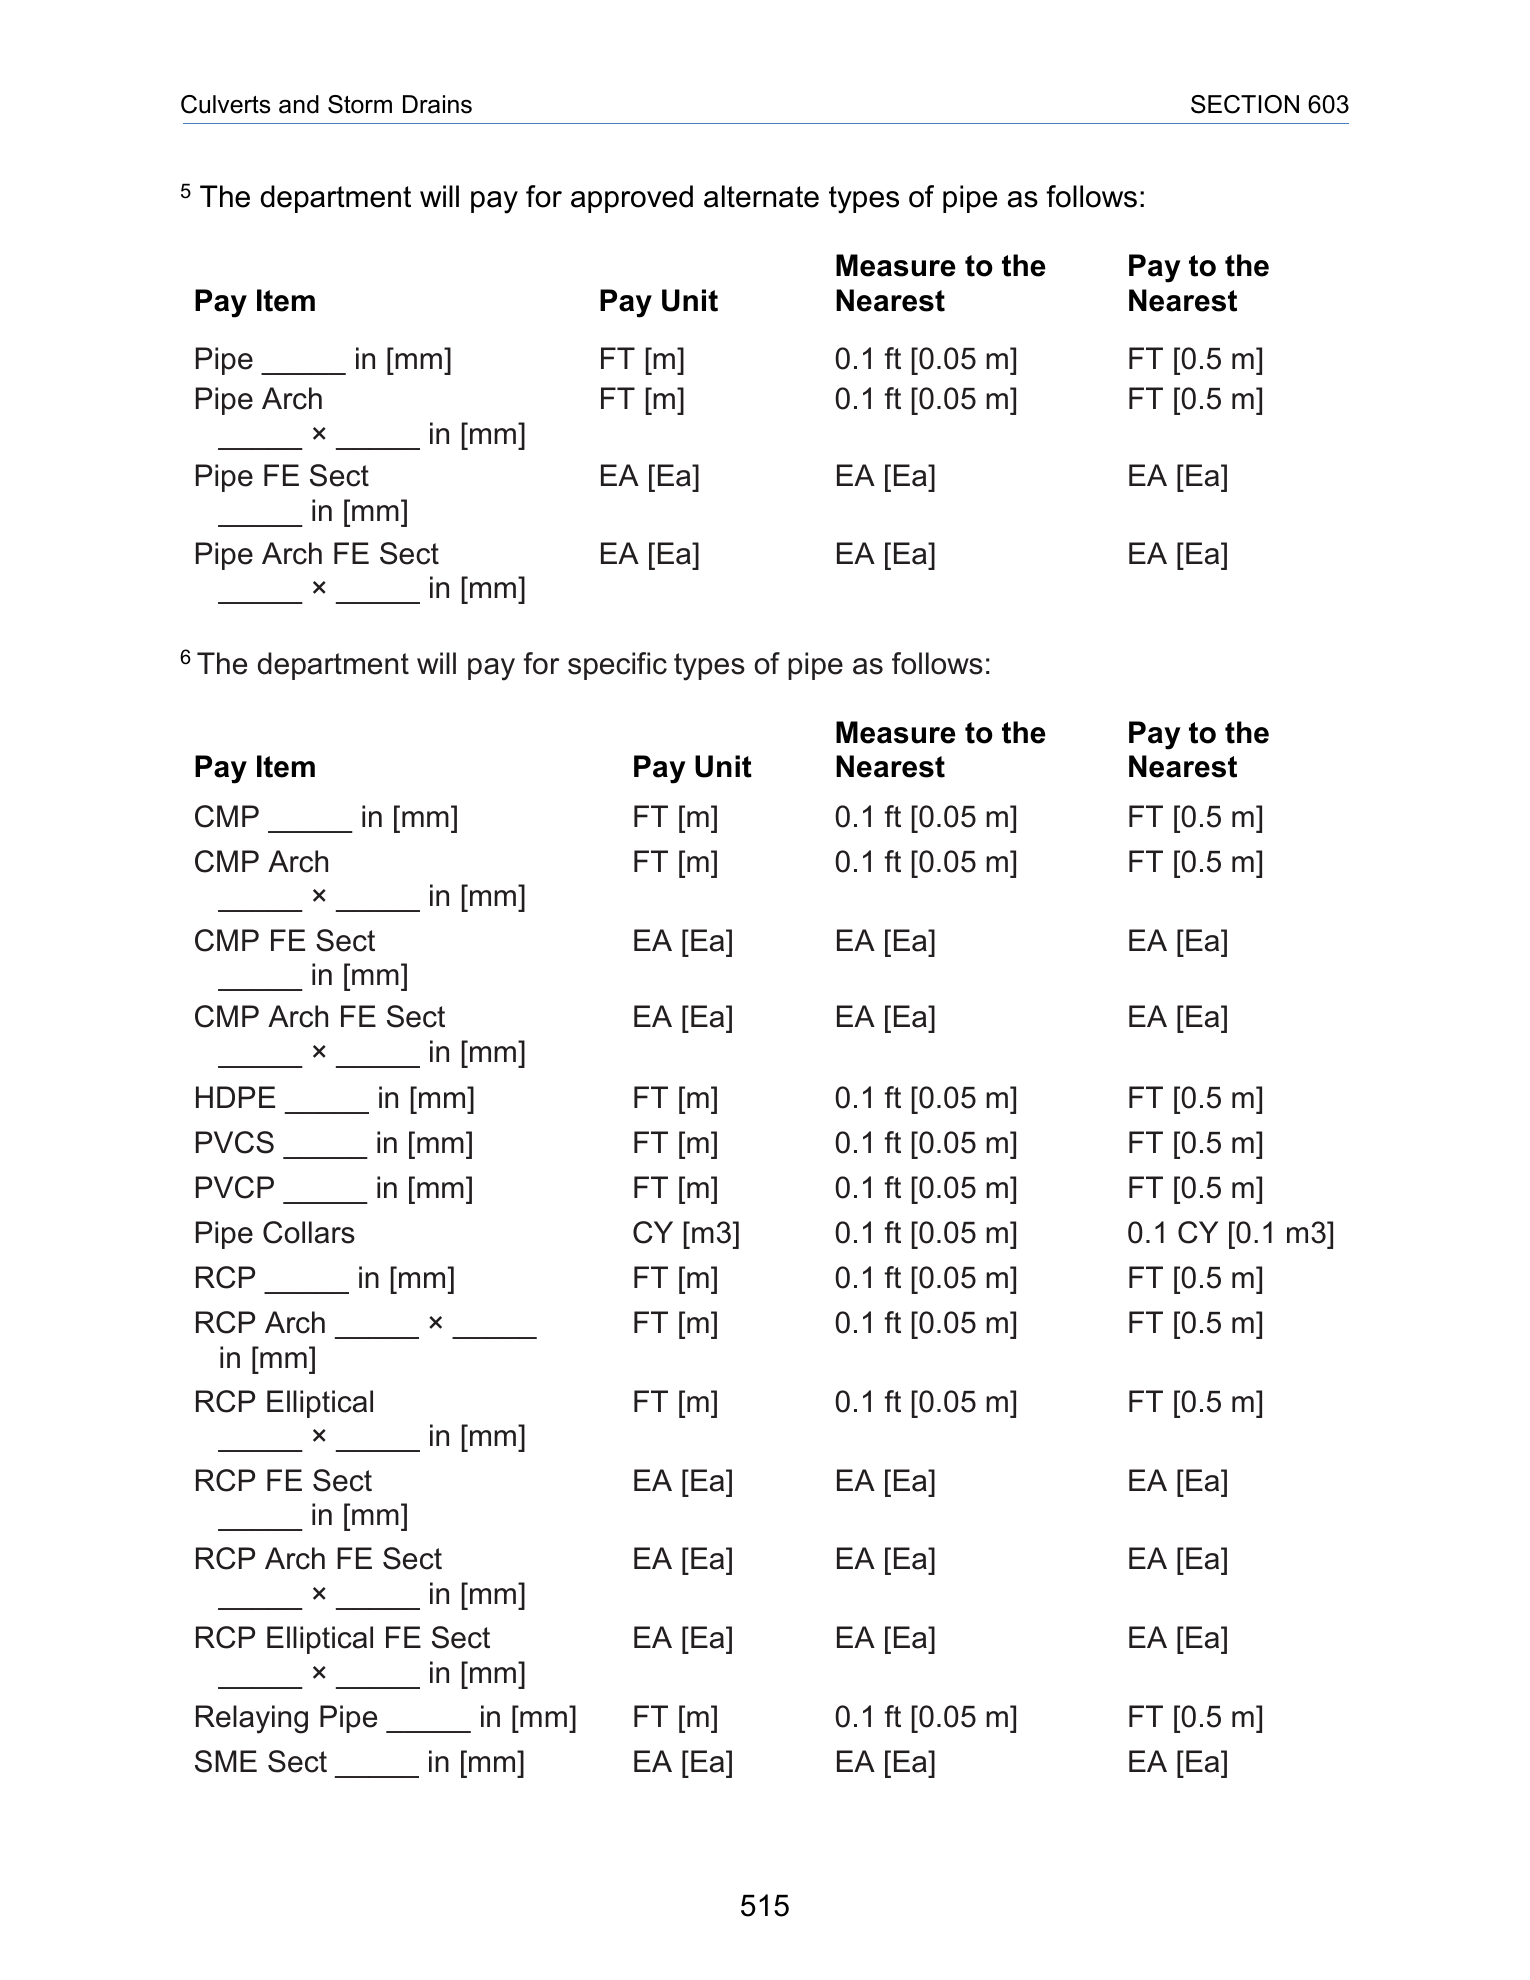 Culverts and Storm Drains SECTION 603
5 The department will pay for approved alternate types of pipe as follows:
Measure to the Pay to the
Pay Item Pay Unit Nearest Nearest
Pipe _____ in [mm] FT [m] 0.1 ft [0.05 m] FT [0.5 m]
Pipe Arch FT [m] 0.1 ft [0.05 m] FT [0.5 m]
_____ × _____ in [mm]
Pipe FE Sect EA [Ea] EA [Ea] EA [Ea]
_____ in [mm]
Pipe Arch FE Sect EA [Ea] EA [Ea] EA [Ea]
_____ × _____ in [mm]
6 The department will pay for specific types of pipe as follows:
Measure to the Pay to the
Pay Item Pay Unit Nearest Nearest
CMP _____ in [mm] FT [m] 0.1 ft [0.05 m] FT [0.5 m]
CMP Arch FT [m] 0.1 ft [0.05 m] FT [0.5 m]
_____ × _____ in [mm]
CMP FE Sect EA [Ea] EA [Ea] EA [Ea]
_____ in [mm]
CMP Arch FE Sect EA [Ea] EA [Ea] EA [Ea]
_____ × _____ in [mm]
HDPE _____ in [mm] FT [m] 0.1 ft [0.05 m] FT [0.5 m]
PVCS _____ in [mm] FT [m] 0.1 ft [0.05 m] FT [0.5 m]
PVCP _____ in [mm] FT [m] 0.1 ft [0.05 m] FT [0.5 m]
Pipe Collars CY [m3] 0.1 ft [0.05 m] 0.1 CY [0.1 m3]
RCP _____ in [mm] FT [m] 0.1 ft [0.05 m] FT [0.5 m]
RCP Arch _____ × _____ FT [m] 0.1 ft [0.05 m] FT [0.5 m]
in [mm]
RCP Elliptical FT [m] 0.1 ft [0.05 m] FT [0.5 m]
_____ × _____ in [mm]
RCP FE Sect EA [Ea] EA [Ea] EA [Ea]
_____ in [mm]
RCP Arch FE Sect EA [Ea] EA [Ea] EA [Ea]
_____ × _____ in [mm]
RCP Elliptical FE Sect EA [Ea] EA [Ea] EA [Ea]
_____ × _____ in [mm]
Relaying Pipe _____ in [mm] FT [m] 0.1 ft [0.05 m] FT [0.5 m]
SME Sect _____ in [mm] EA [Ea] EA [Ea] EA [Ea]
515